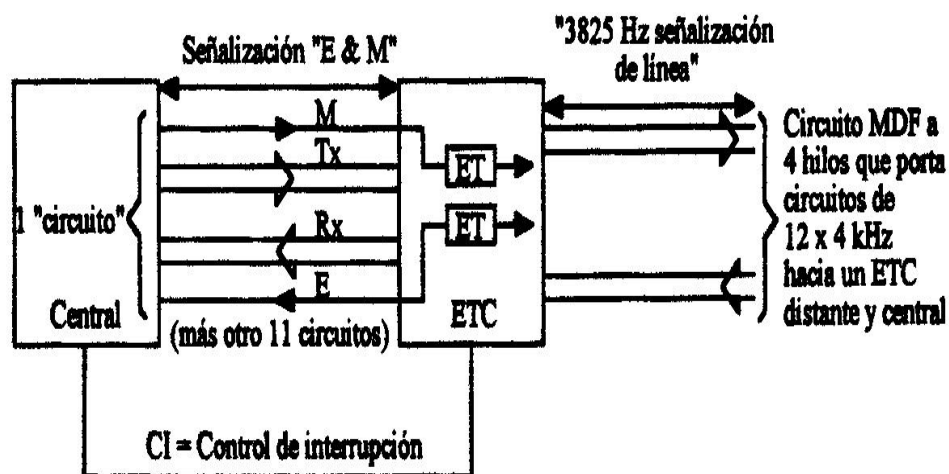 Señalización "E & M"
"3825 Hz señalización
de línea"
M
Tx
ET
1 "circuito"
Rx
ET
E
Central
(más otro 11 circuitos)
ETC
Circuito MDF a
4 hilos que porta
circuitos de
12 x 4 kHz
hacia un ETC
distante y central
CI = Control de interrupción